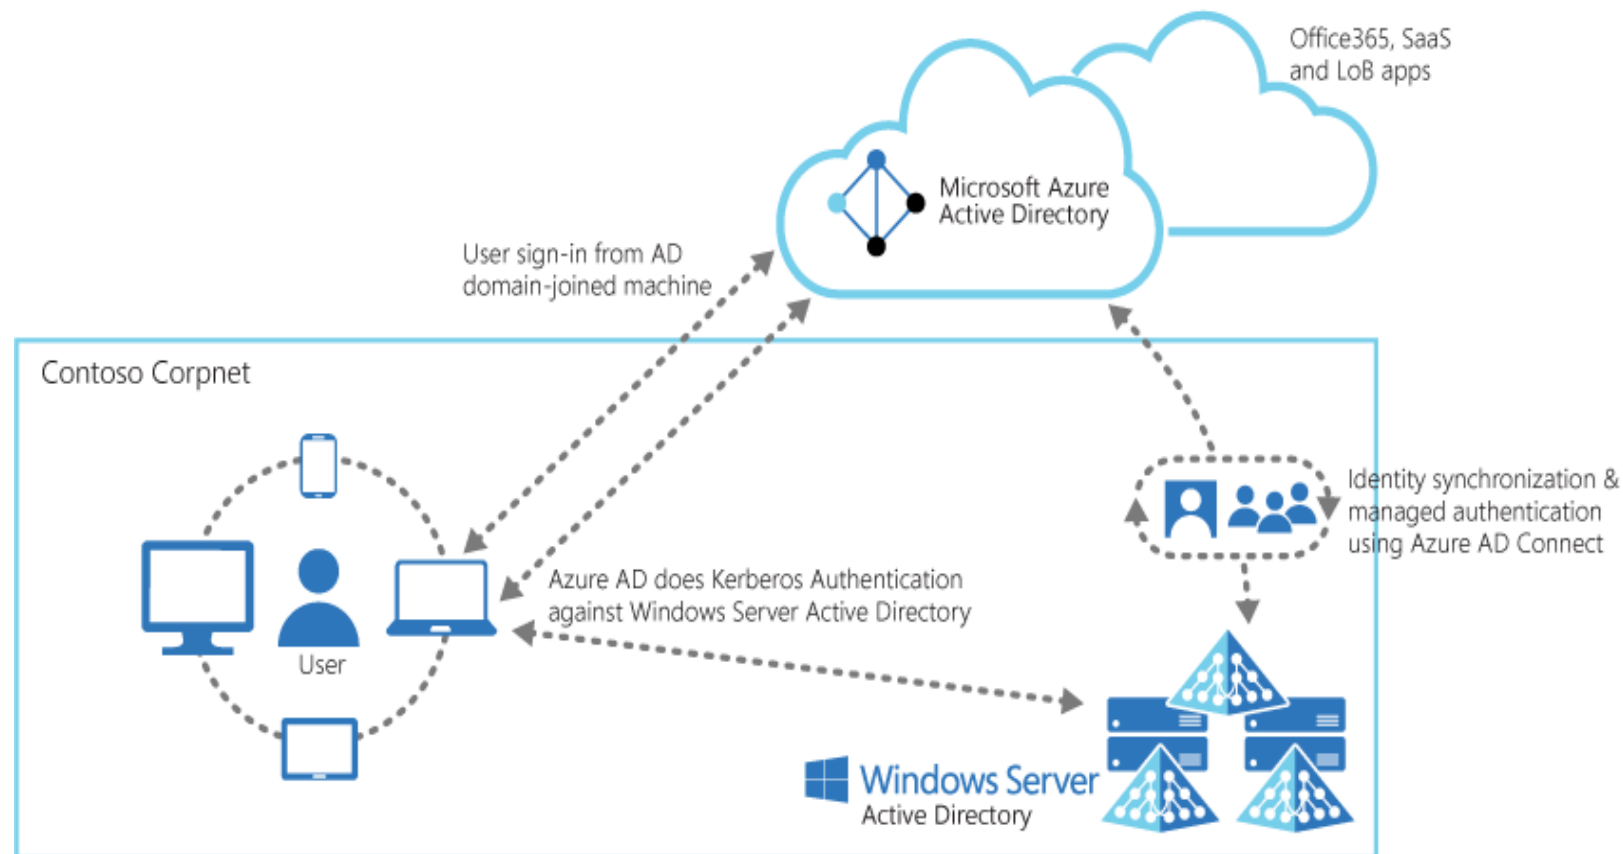 Office365, SaaS
and LoB apps
Microsoft Azure
Active Directory
User sign-in from AD
domain-joined machine
Contoso Corpnet
Identity synchronization &
managed authentication
using Azure AD Connect
Azure AD does Kerberos Authentication
against Windows Server Active Directory
User
Windows Server
Active Directory